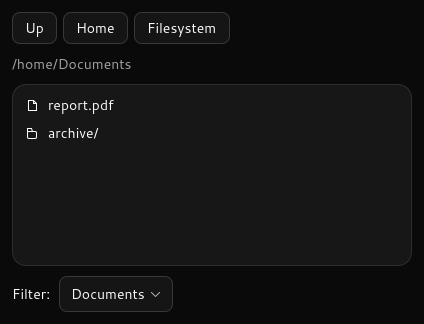 Up Home Filesystem
/home/Documents
report.pdf
archive/
Filter: Documents